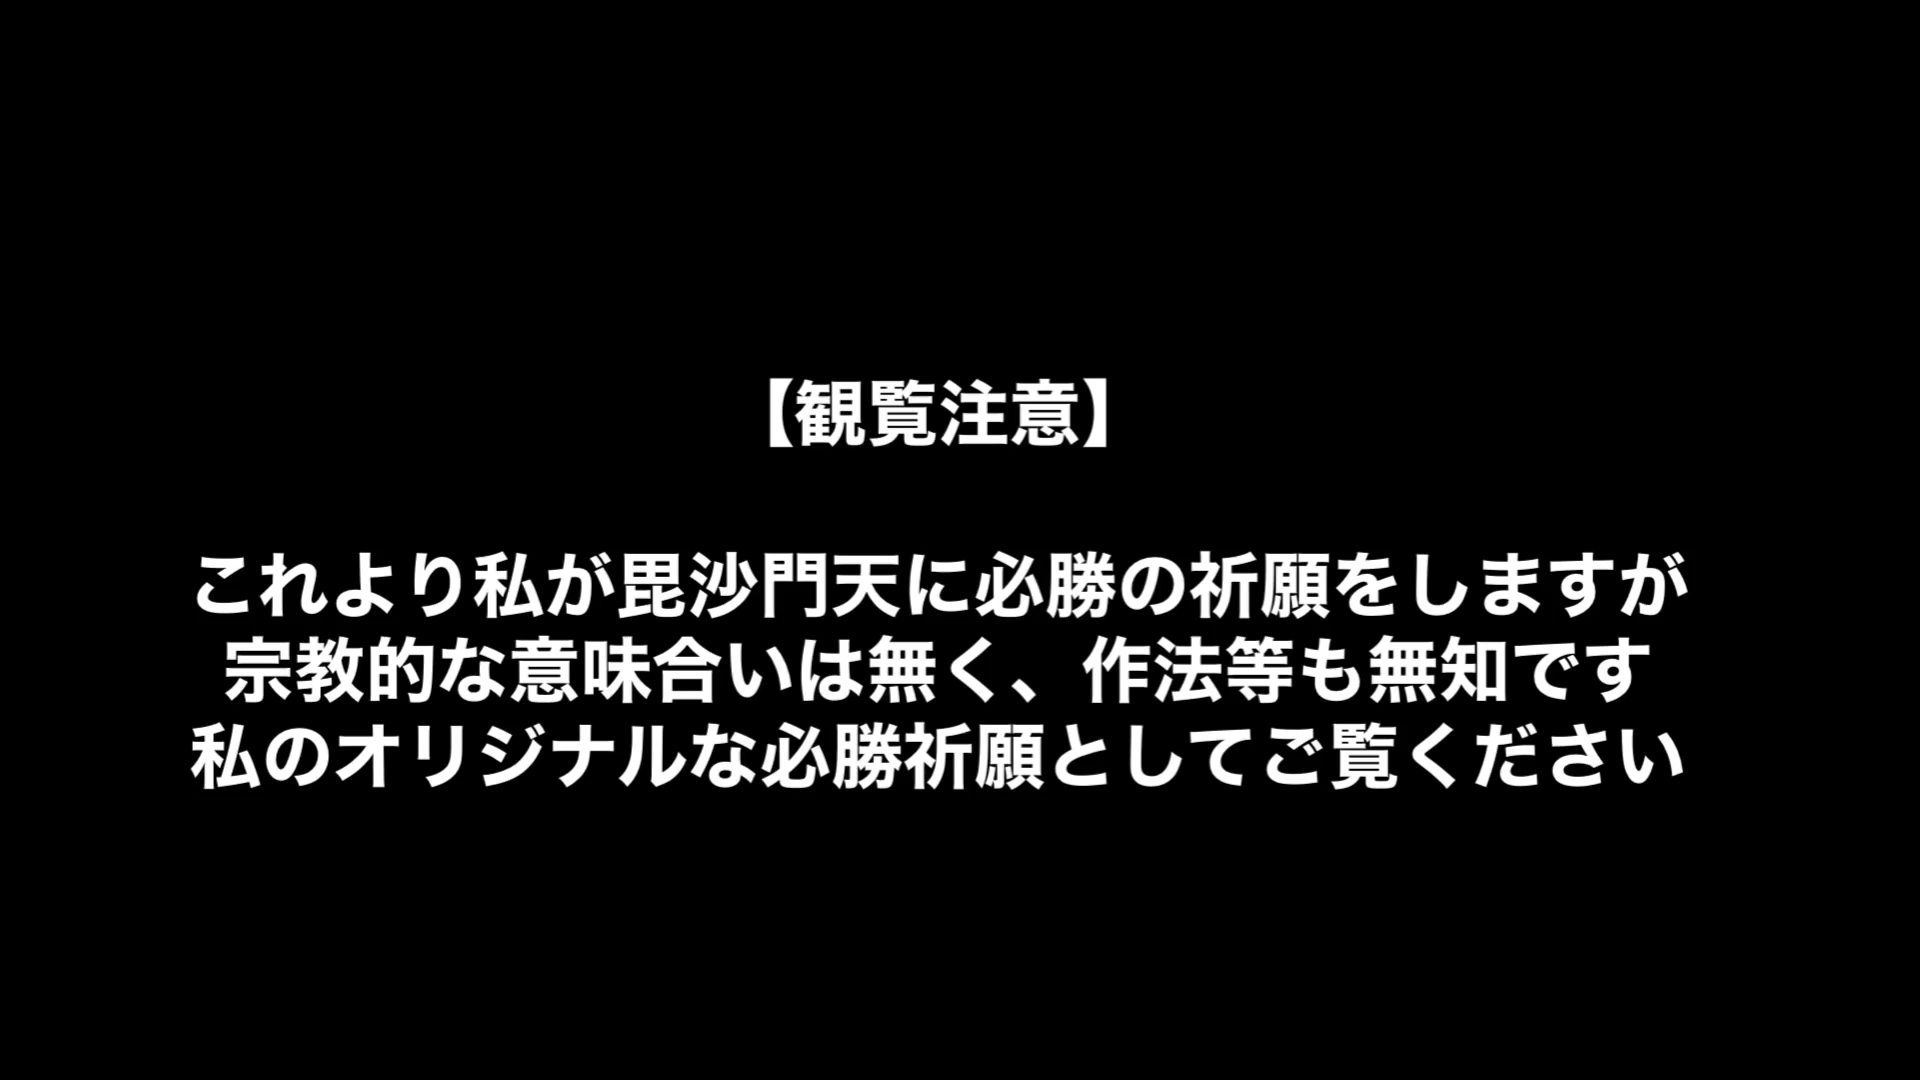 【観覧注意】
これより私が毘沙門天に必勝の祈願をしますが
宗教的な意味合いは無く、作法等も無知です
私のオリジナルな必勝祈願としてご覧ください